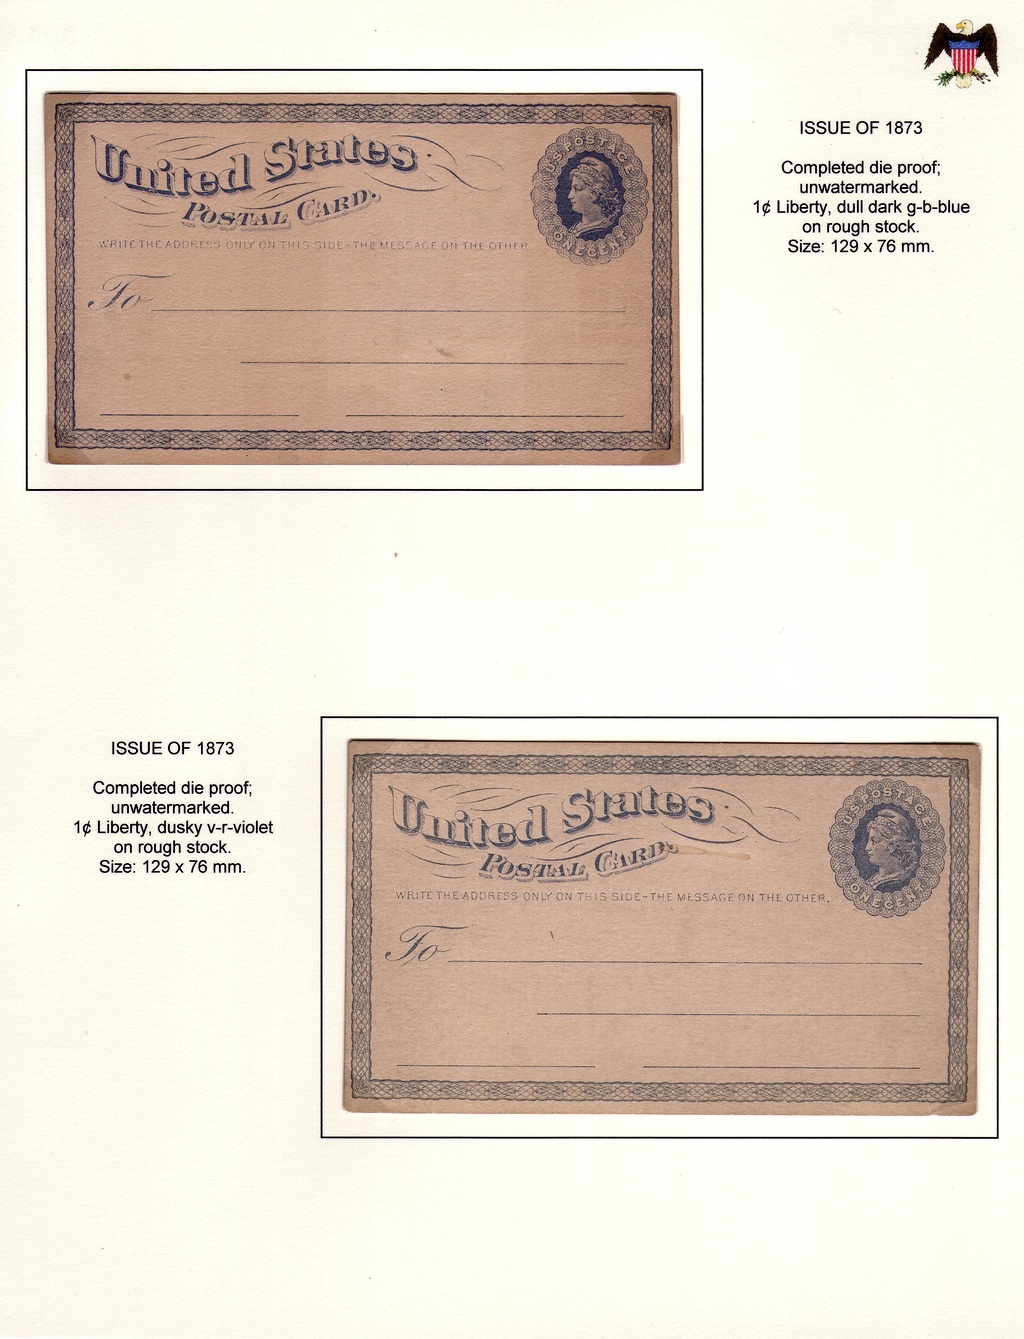 United States
POSTAL CARD.
WRITE THE ADDRESS ONLY ON THIS SIDE-THE MESSAGE ON THE OTHER
To
U.S. POSTAGE
ONE CENT
ISSUE OF 1873
Completed die proof;
unwatermarked.
1¢ Liberty, dull dark g-b-blue
on rough stock.
Size: 129 x 76 mm.
ISSUE OF 1873
Completed die proof;
unwatermarked.
1¢ Liberty, dusky v-r-violet
on rough stock.
Size: 129 x 76 mm.
United States
POSTAL CARD.
WRITE THE ADDRESS ONLY ON THIS SIDE-THE MESSAGE ON THE OTHER.
To
U.S. POSTAGE
ONE CENT